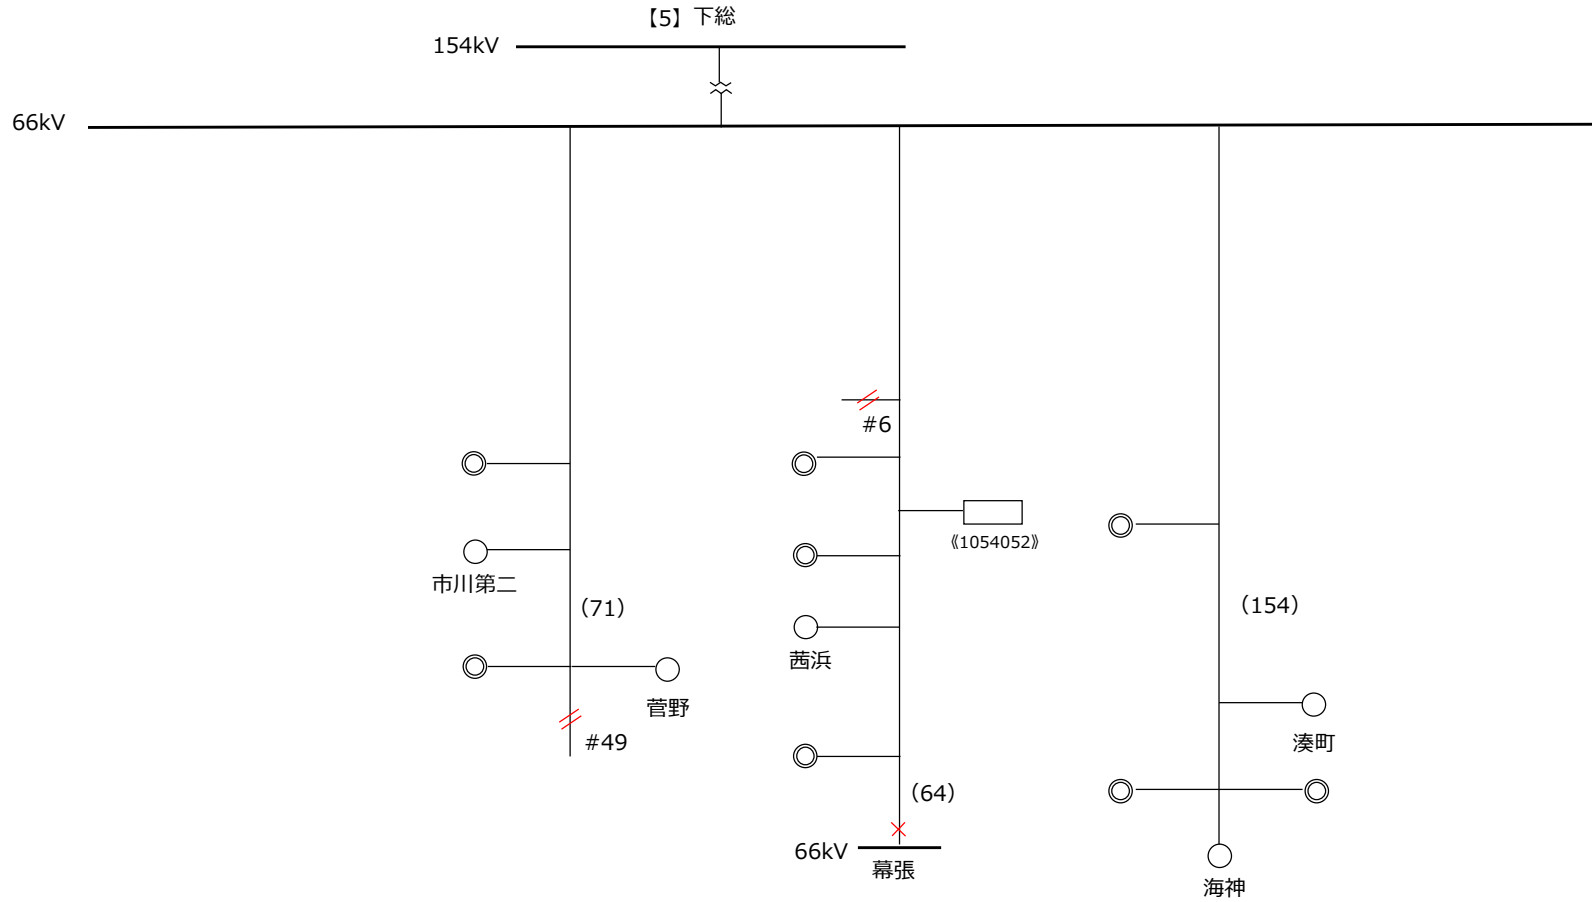 【5】下総
154kV
66kV
#6
《1054052》
市川第二
(71)
(154)
茜浜
菅野
#49
湊町
(64)
66kV
幕張
海神